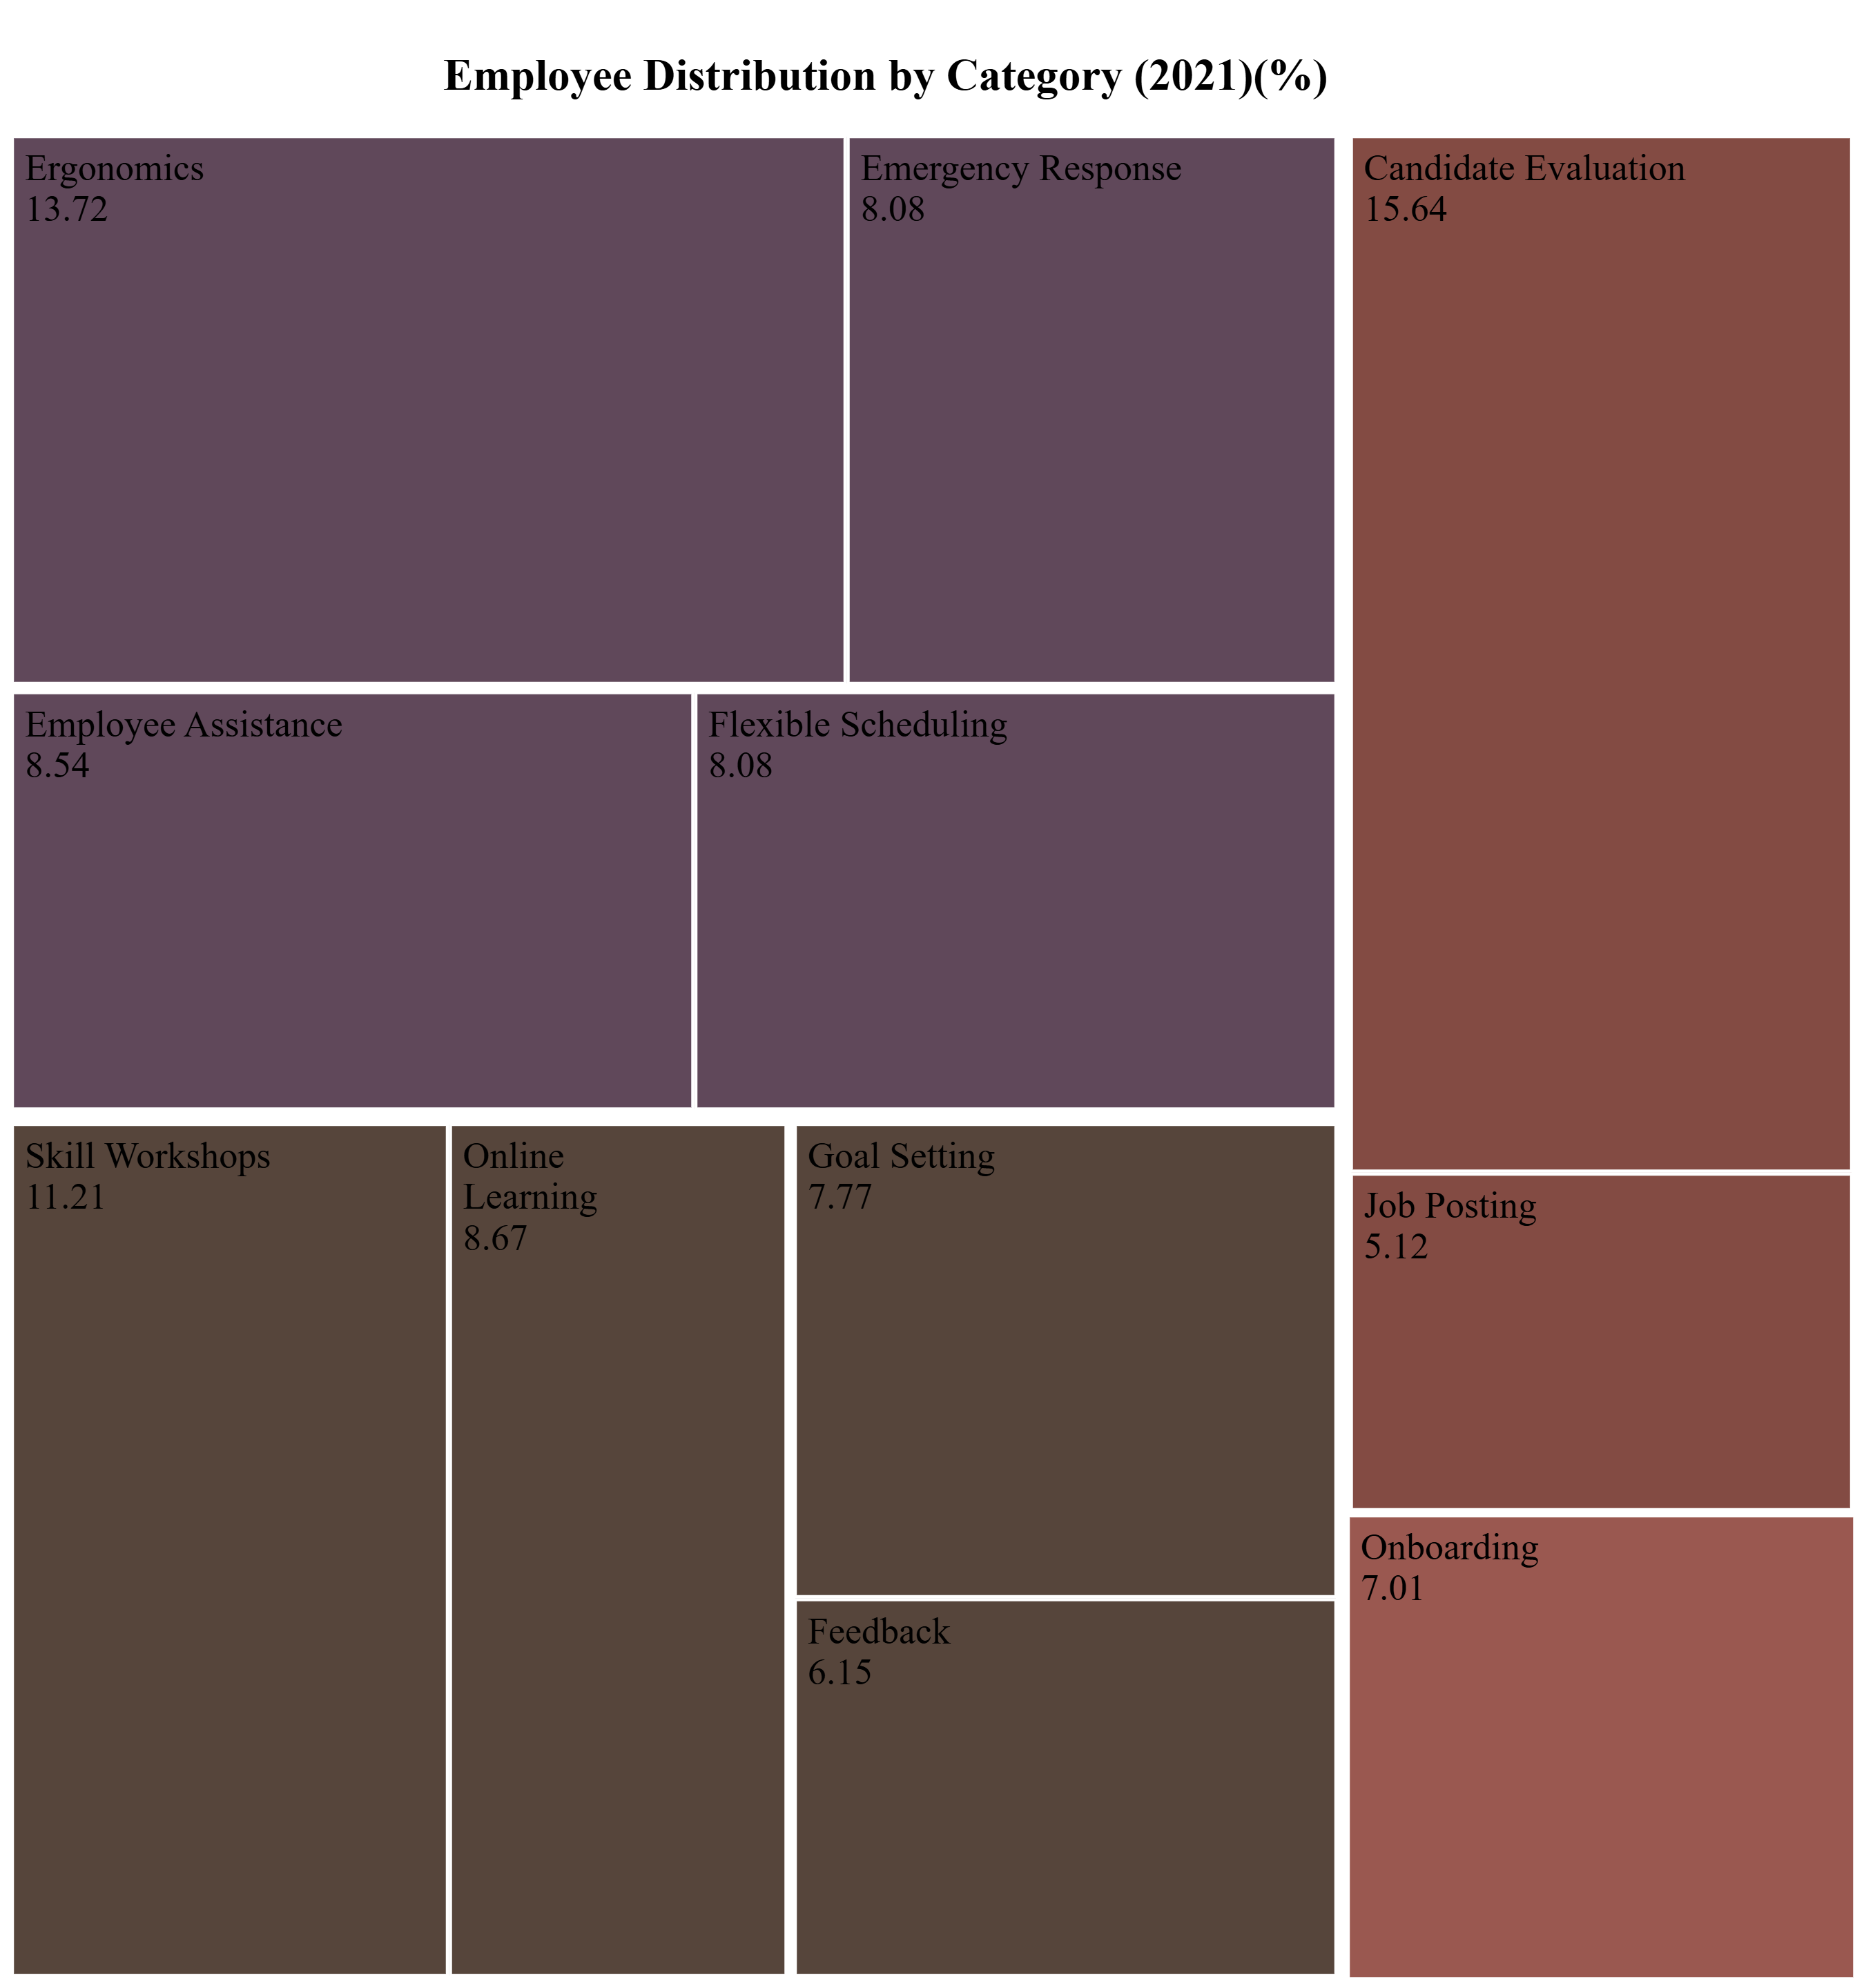 Employee Distribution by Category (2021)(%)
Ergonomics
13.72
Emergency Response
8.08
Candidate Evaluation
15.64
Employee Assistance
8.54
Flexible Scheduling
8.08
Skill Workshops
11.21
Online
Learning
8.67
Goal Setting
7.77
Job Posting
5.12
Onboarding
7.01
Feedback
6.15